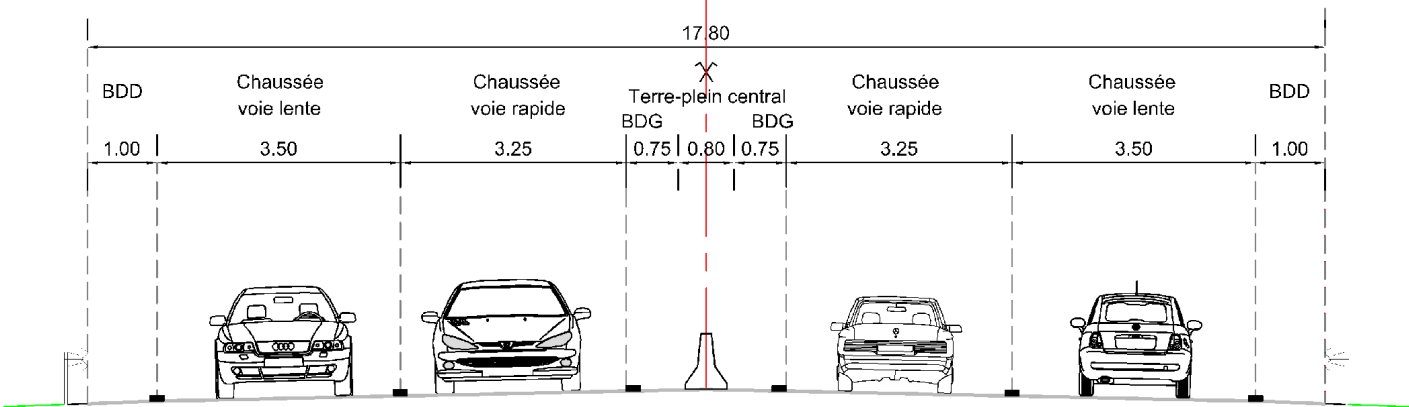 17.80
BDD
Chaussée
voie lente
Chaussée
voie rapide
Terre-plein central
BDG
BDG
Chaussée
voie rapide
Chaussée
voie lente
BDD
1.00
3.50
3.25
0.75
0.80
0.75
3.25
3.50
1.00